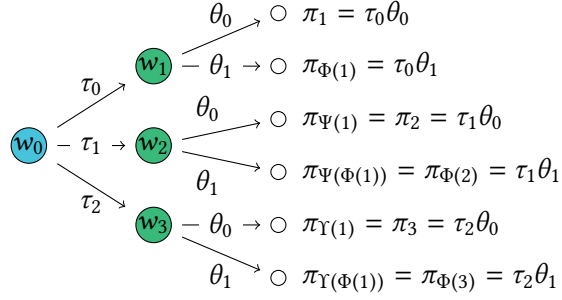 θ₀ π₁ = τ₀θ₀
w₁ θ₁ π_Φ(1) = τ₀θ₁
τ₀
θ₀ π_Ψ(1) = π₂ = τ₁θ₀
w₀ τ₁ w₂
θ₁ π_Ψ(Φ(1)) = π_Φ(2) = τ₁θ₁
τ₂
w₃ θ₀ π_ϒ(1) = π₃ = τ₂θ₀
θ₁ π_ϒ(Φ(1)) = π_Φ(3) = τ₂θ₁